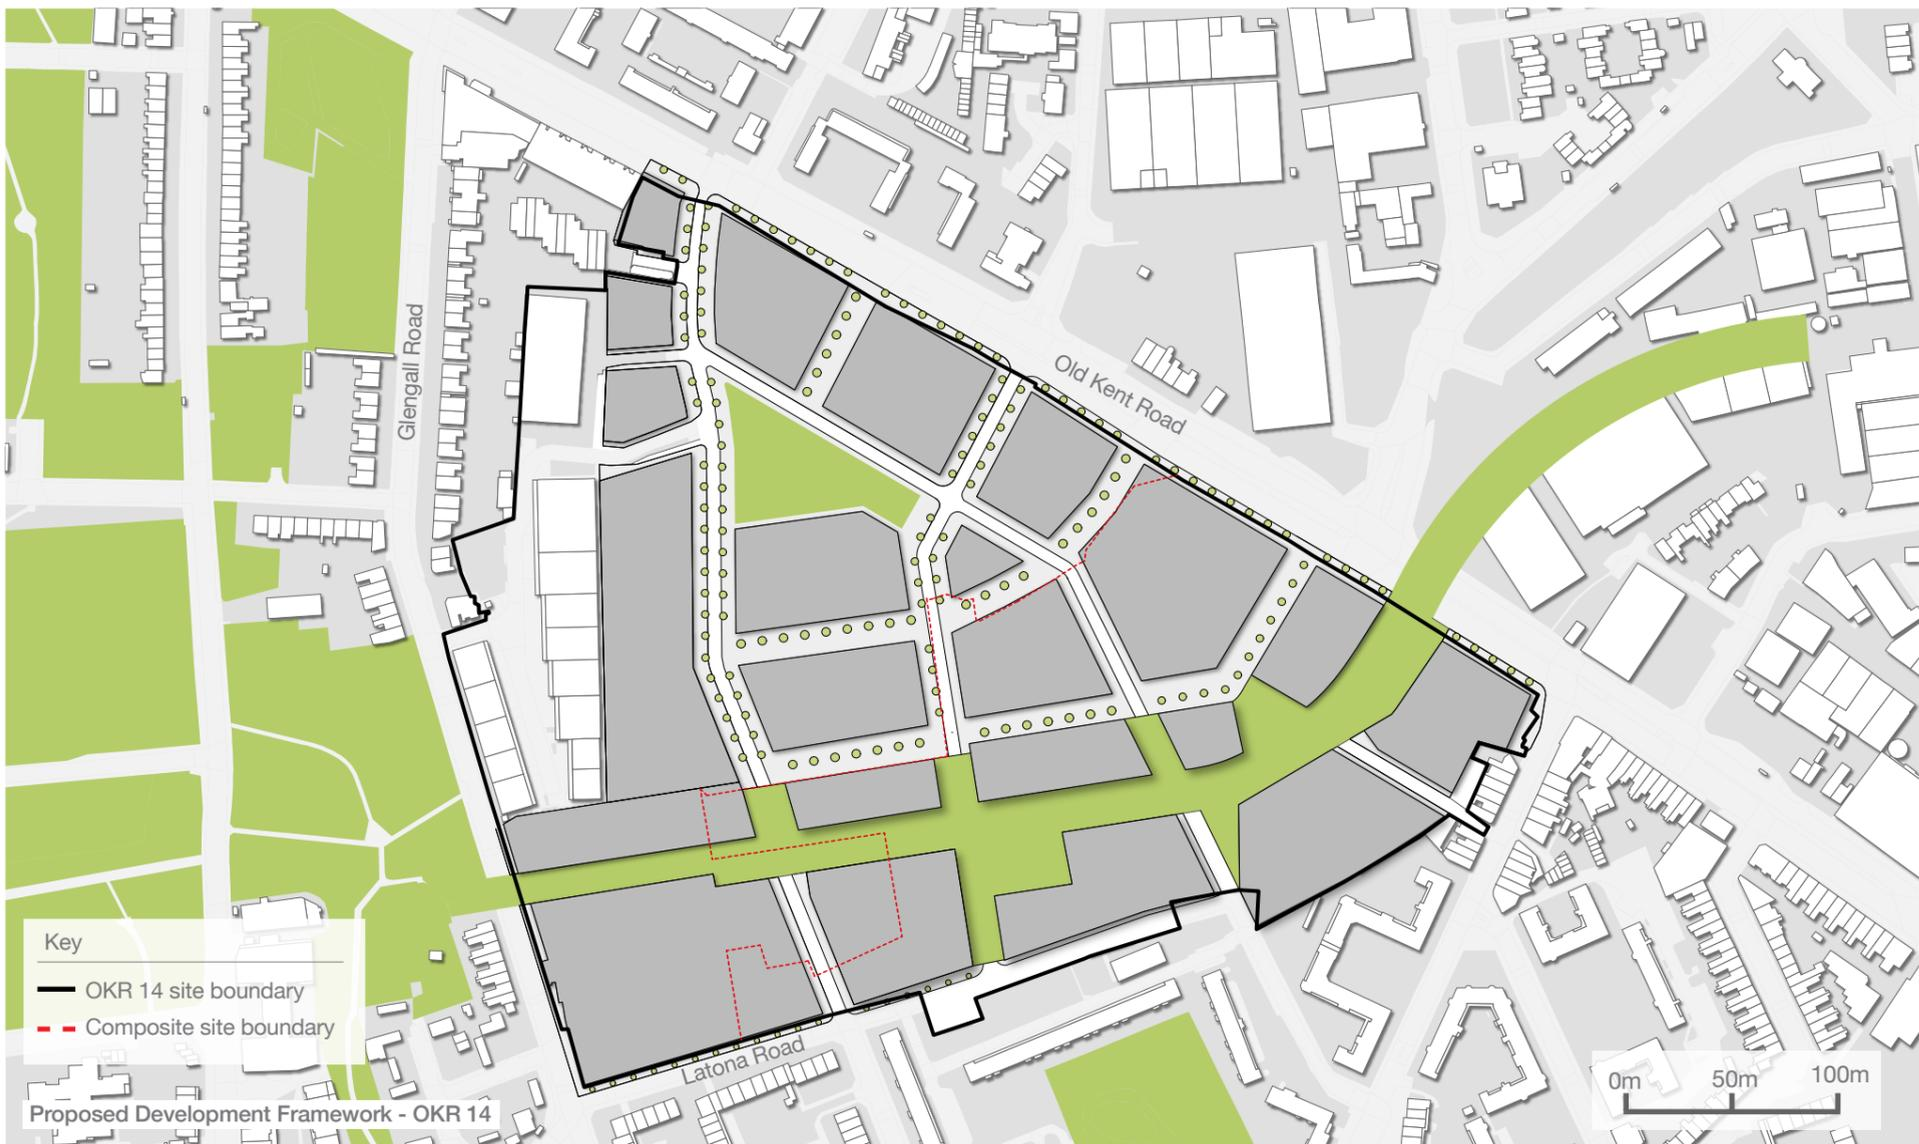 Glengall Road
Old Kent Road
Key
OKR 14 site boundary
Composite site boundary
Latona Road
Proposed Development Framework - OKR 14
0m 50m 100m